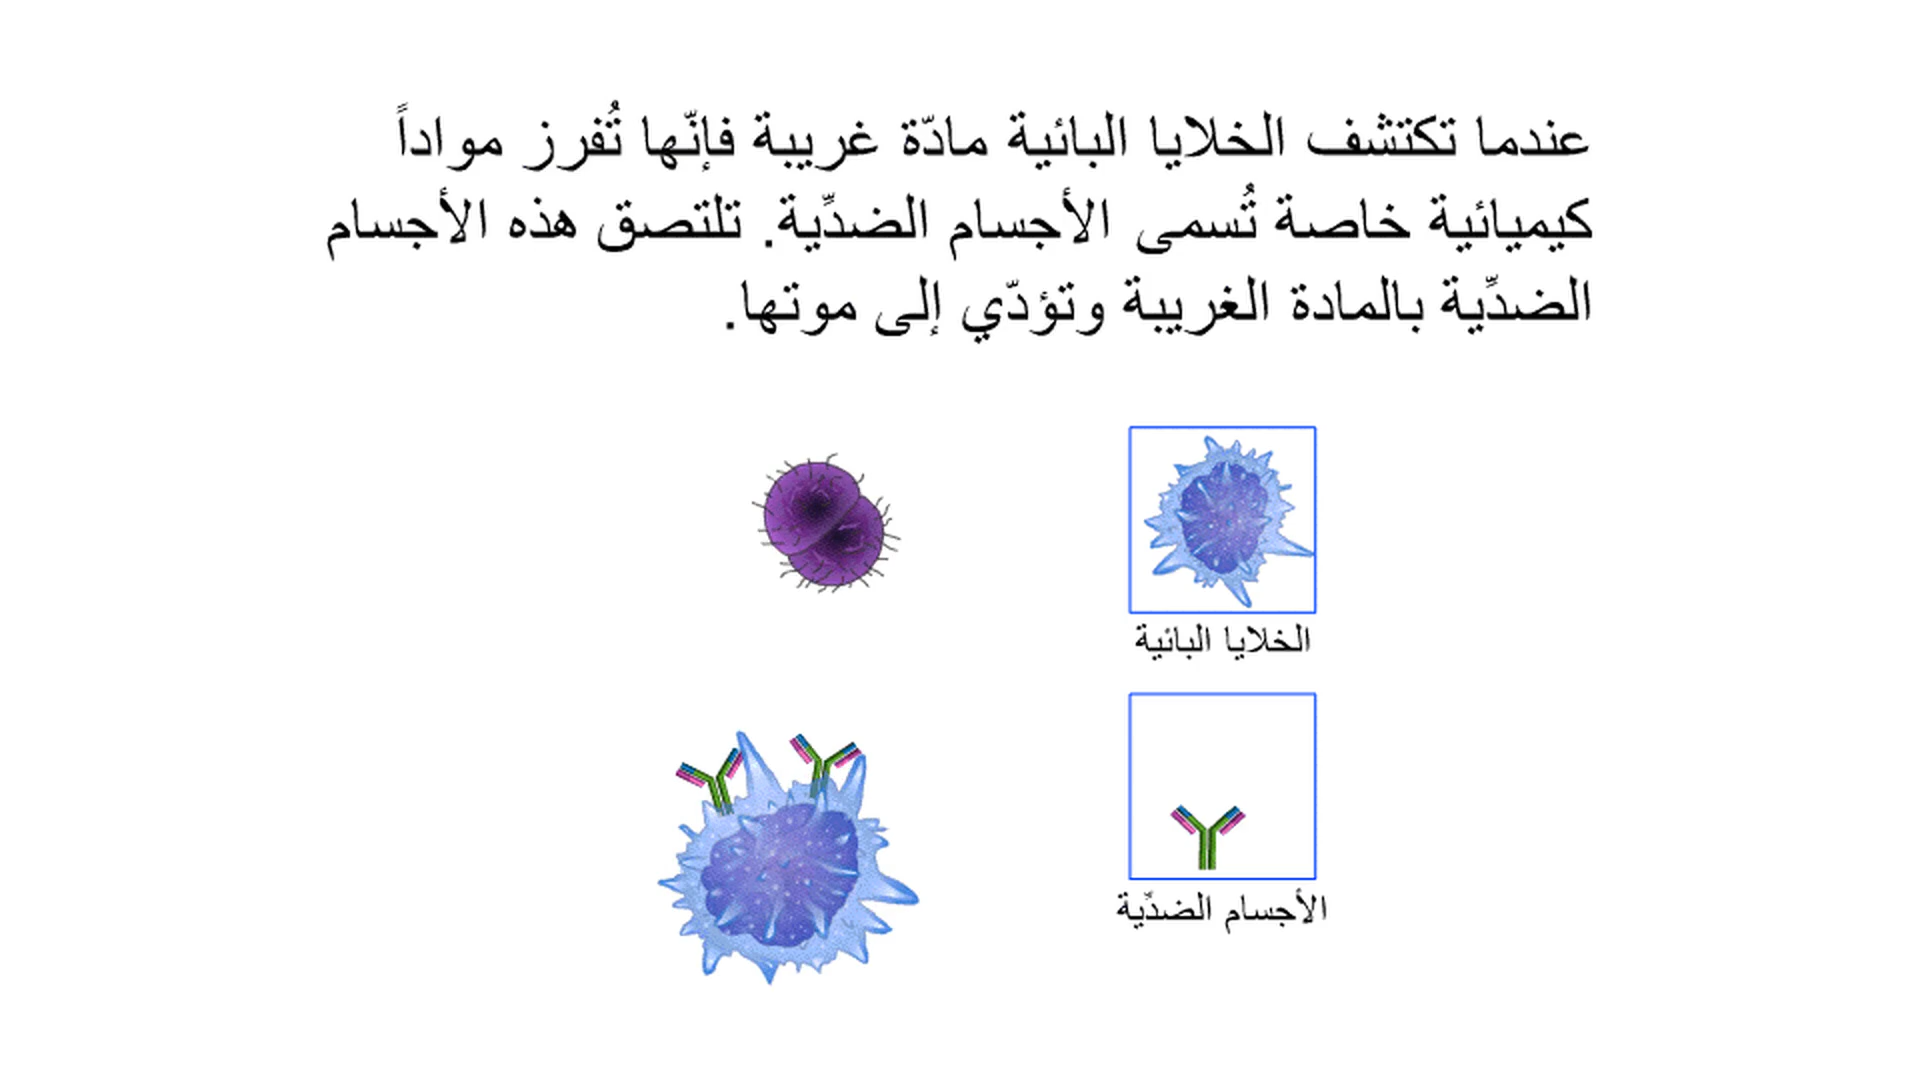 عندما تكتشف الخلايا البائية مادّة غريبة فإنّها تُفرز مواداً
كيميائية خاصة تُسمى الأجسام الضدِّية. تلتصق هذه الأجسام
الضدِّية بالمادة الغريبة وتؤدّي إلى موتها.
الخلايا البائية
الأجسام الضدِّية